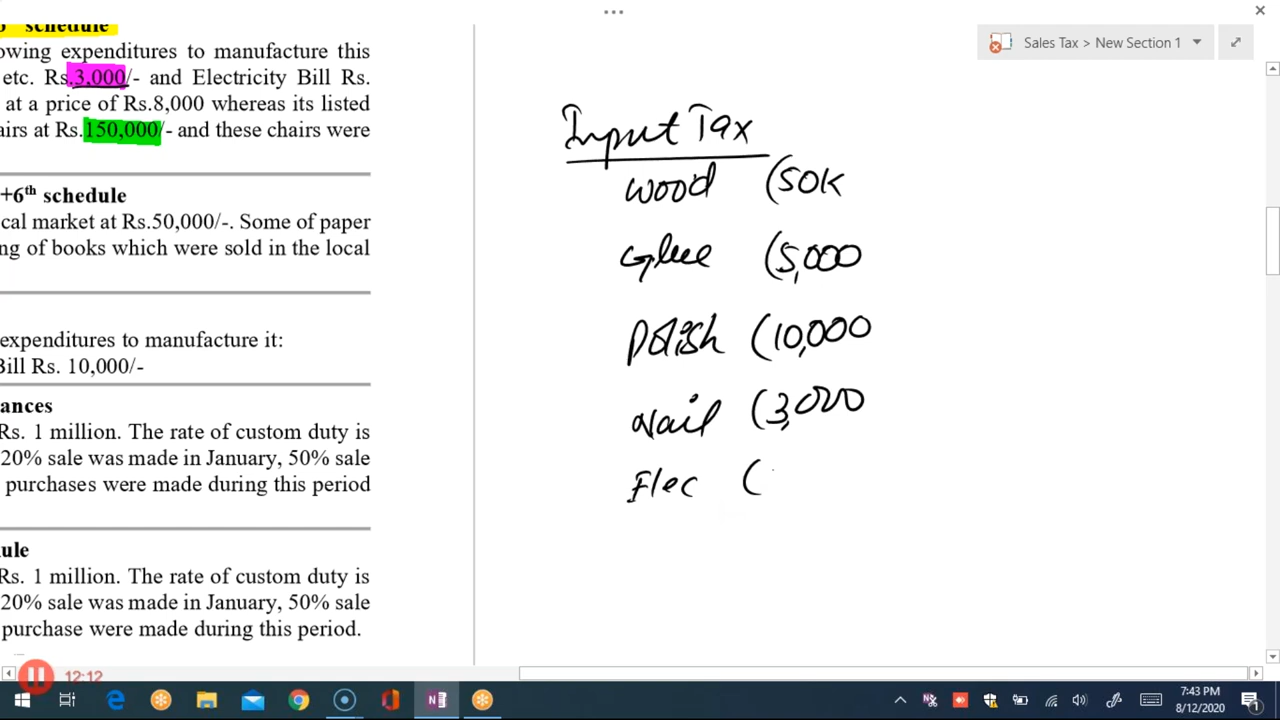 5 schedule
owing expenditures to manufacture this
etc. Rs.3,000/- and Electricity Bill Rs.
at a price of Rs.8,000 whereas its listed
airs at Rs.150,000/- and these chairs were
+6th schedule
cal market at Rs.50,000/-. Some of paper
ng of books which were sold in the local
expenditures to manufacture it:
Bill Rs. 10,000/-
ances
Rs. 1 million. The rate of custom duty is
20% sale was made in January, 50% sale
purchases were made during this period
ule
Rs. 1 million. The rate of custom duty is
20% sale was made in January, 50% sale
purchase were made during this period.
Sales Tax > New Section 1
Input Tax
Wood (50K
Glue (5,000
Polish (10,000
Nail (3,000
Elec (
12:12
7:43 PM
8/12/2020